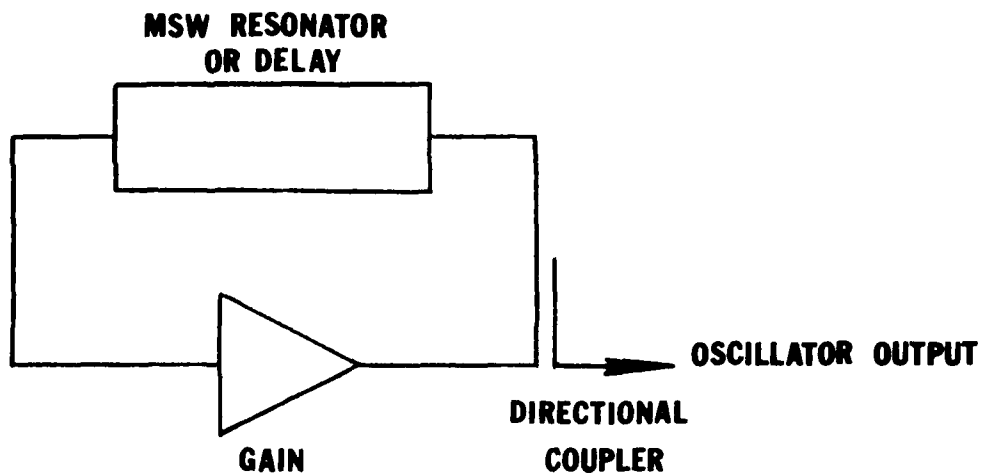 MSW RESONATOR
OR DELAY
OSCILLATOR OUTPUT
DIRECTIONAL
COUPLER
GAIN